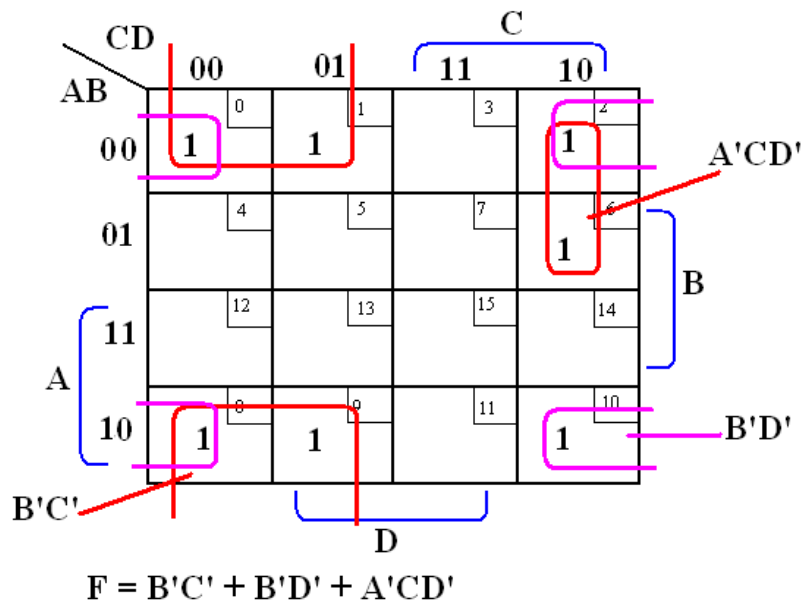 CD
C
00 01 11 10
AB
0 1 3 2
00 1 1 1
A'CD'
4 5 7 6
01 1
B
12 13 15 14
11
A
8 9 11 10
10 1 1 1
B'D'
B'C'
D
F = B'C' + B'D' + A'CD'